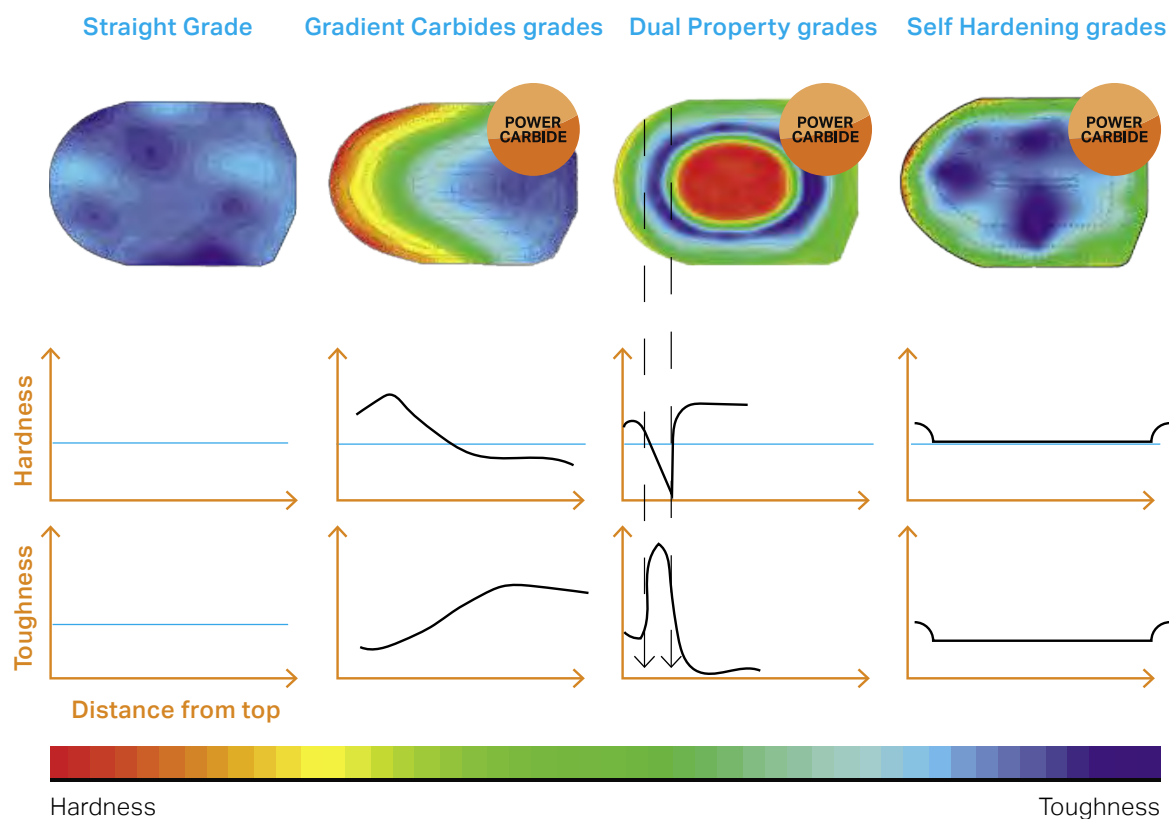 Straight Grade
Gradient Carbides grades
Dual Property grades
Self Hardening grades
POWER
CARBIDE
POWER
CARBIDE
POWER
CARBIDE
Hardness
Toughness
Distance from top
Hardness
Toughness